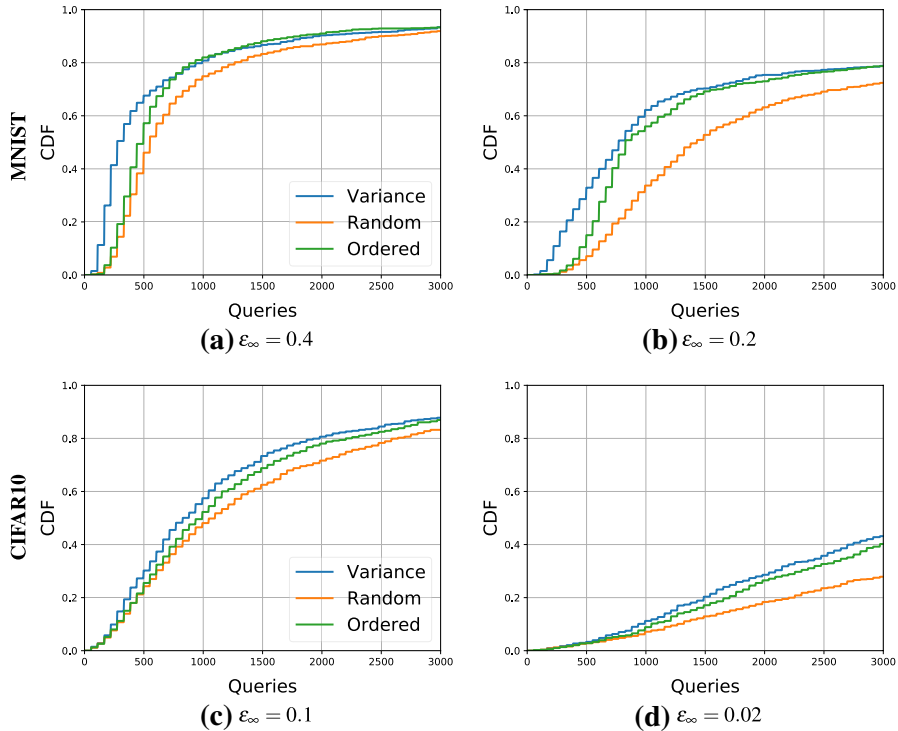 MNIST
CDF
1.0
0.8
0.6
0.4
0.2
0.0
0 500 1000 1500 2000 2500 3000
Queries
Variance
Random
Ordered
(a) ε∞ = 0.4
CDF
1.0
0.8
0.6
0.4
0.2
0.0
0 500 1000 1500 2000 2500 3000
Queries
(b) ε∞ = 0.2
CIFAR10
CDF
1.0
0.8
0.6
0.4
0.2
0.0
0 500 1000 1500 2000 2500 3000
Queries
Variance
Random
Ordered
(c) ε∞ = 0.1
CDF
1.0
0.8
0.6
0.4
0.2
0.0
0 500 1000 1500 2000 2500 3000
Queries
(d) ε∞ = 0.02